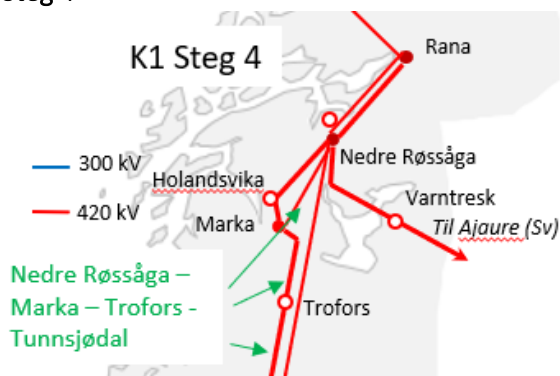 K1 Steg 4
Rana
300 kV
420 kV
Nedre Røssåga
Holandsvika
Varntresk
Marka
Til Ajaure (Sv)
Nedre Røssåga –
Marka – Trofors -
Tunnsjødal
Trofors